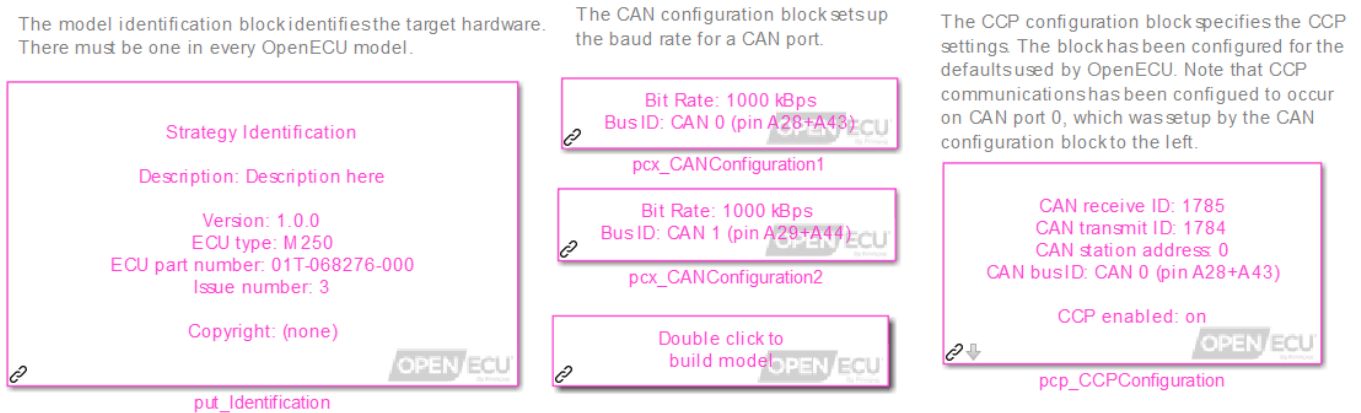 The model identification block identifies the target hardware.
There must be one in every OpenECU model.
Strategy Identification
Description: Description here
Version: 1.0.0
ECU type: M250
ECU part number: 01T-068276-000
Issue number: 3
Copyright: (none)
OPEN ECU
put_Identification
The CAN configuration block sets up
the baud rate for a CAN port.
Bit Rate: 1000 kBps
Bus ID: CAN 0 (pin A28+A43)
OPEN ECU
pcx_CANConfiguration1
Bit Rate: 1000 kBps
Bus ID: CAN 1 (pin A29+A44)
OPEN ECU
pcx_CANConfiguration2
Double click to
build model
OPEN ECU
The CCP configuration block specifies the CCP
settings. The block has been configured for the
defaults used by OpenECU. Note that CCP
communications has been configued to occur
on CAN port 0, which was setup by the CAN
configuration block to the left.
CAN receive ID: 1785
CAN transmit ID: 1784
CAN station address: 0
CAN bus ID: CAN 0 (pin A28+A43)
CCP enabled: on
OPEN ECU
pcp_CCPConfiguration